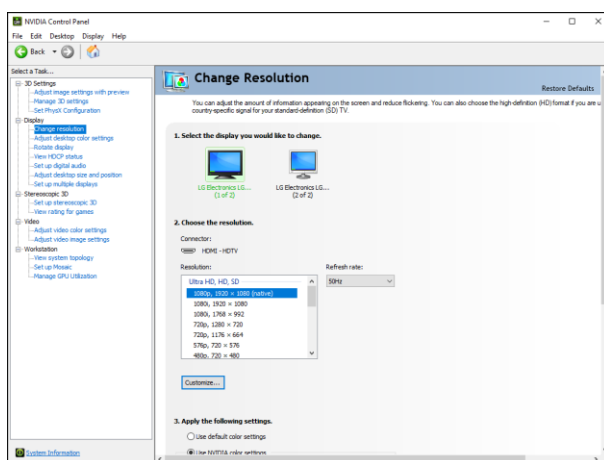 NVIDIA Control Panel
File Edit Desktop Display Help
Back
Select a Task...
3D Settings
Adjust image settings with preview
Manage 3D settings
Set PhysX Configuration
Display
Change resolution
Adjust desktop color settings
Rotate display
View HDCP status
Set up digital audio
Adjust desktop size and position
Set up multiple displays
Stereoscopic 3D
Set up stereoscopic 3D
View rating for games
Video
Adjust video color settings
Adjust video image settings
Workstation
View system topology
Set up Mosaic
Manage GPU Utilization
System Information
Change Resolution
Restore Defaults
You can adjust the amount of information appearing on the screen and reduce flickering. You can also choose the high-definition (HD) format if you are u
country-specific signal for your standard-definition (SD) TV.
1. Select the display you would like to change.
LG Electronics LG... LG Electronics LG...
(1 of 2) (2 of 2)
2. Choose the resolution.
Connector:
HDMI - HDTV
Resolution: Refresh rate:
Ultra HD, HD, SD 50Hz
1080p, 1920 × 1080 (native)
1080i, 1920 × 1080
1080i, 1768 × 992
720p, 1280 × 720
720p, 1176 × 664
576p, 720 × 576
480p, 720 × 480
Customize...
3. Apply the following settings.
Use default color settings
Use NVIDIA color settings